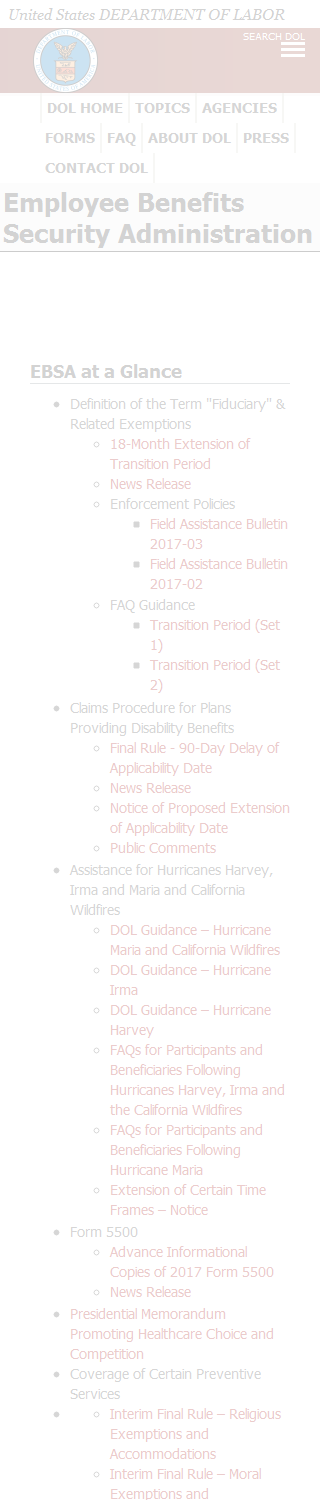 United States DEPARTMENT OF LABOR
SEARCH DOL
DOL HOME TOPICS AGENCIES
FORMS FAQ ABOUT DOL PRESS
CONTACT DOL
Employee Benefits
Security Administration
EBSA at a Glance
Definition of the Term "Fiduciary" &
Related Exemptions
18-Month Extension of
Transition Period
News Release
Enforcement Policies
Field Assistance Bulletin
2017-03
Field Assistance Bulletin
2017-02
FAQ Guidance
Transition Period (Set
1)
Transition Period (Set
2)
Claims Procedure for Plans
Providing Disability Benefits
Final Rule - 90-Day Delay of
Applicability Date
News Release
Notice of Proposed Extension
of Applicability Date
Public Comments
Assistance for Hurricanes Harvey,
Irma and Maria and California
Wildfires
DOL Guidance – Hurricane
Maria and California Wildfires
DOL Guidance – Hurricane
Irma
DOL Guidance – Hurricane
Harvey
FAQs for Participants and
Beneficiaries Following
Hurricanes Harvey, Irma and
the California Wildfires
FAQs for Participants and
Beneficiaries Following
Hurricane Maria
Extension of Certain Time
Frames – Notice
Form 5500
Advance Informational
Copies of 2017 Form 5500
News Release
Presidential Memorandum
Promoting Healthcare Choice and
Competition
Coverage of Certain Preventive
Services
Interim Final Rule – Religious
Exemptions and
Accommodations
Interim Final Rule – Moral
Exemptions and